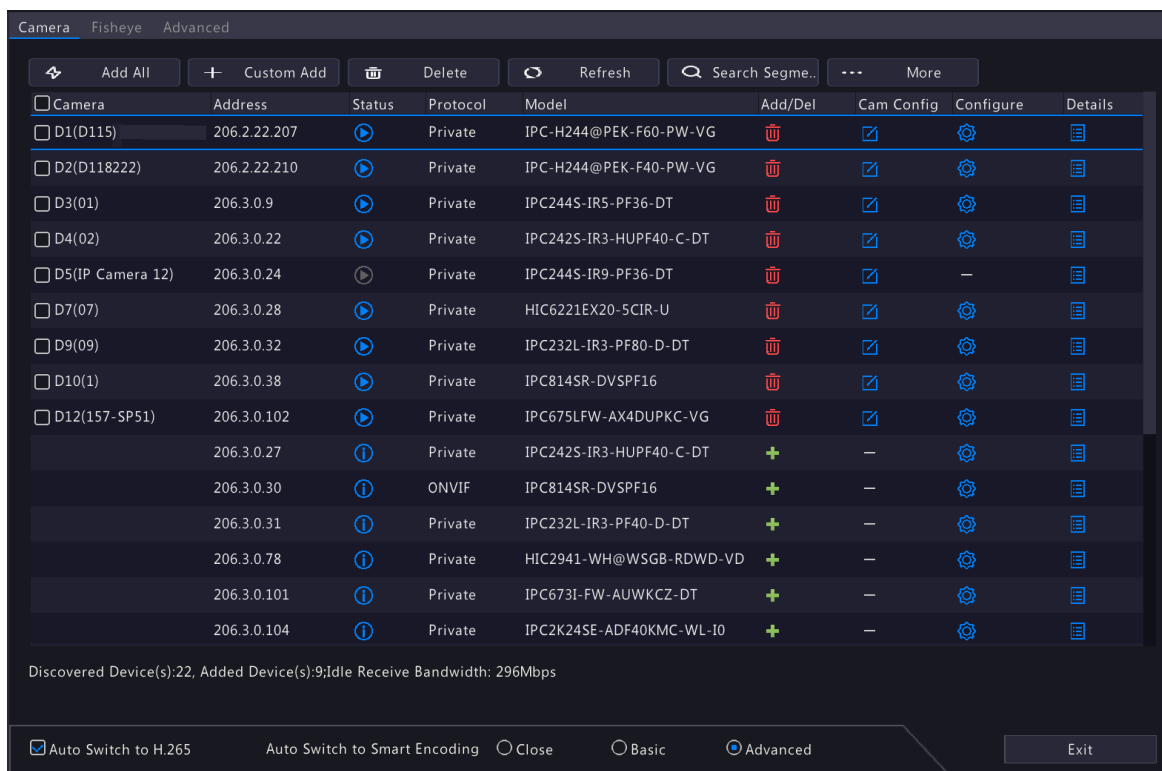 Camera Fisheye Advanced
Add All Custom Add Delete Refresh Search Segme.. More
Camera Address Status Protocol Model Add/Del Cam Config Configure Details
D1(D115) 206.2.22.207 Private IPC-H244@PEK-F60-PW-VG
D2(D118222) 206.2.22.210 Private IPC-H244@PEK-F40-PW-VG
D3(01) 206.3.0.9 Private IPC244S-IR5-PF36-DT
D4(02) 206.3.0.22 Private IPC242S-IR3-HUPF40-C-DT
D5(IP Camera 12) 206.3.0.24 Private IPC244S-IR9-PF36-DT –
D7(07) 206.3.0.28 Private HIC6221EX20-5CIR-U
D9(09) 206.3.0.32 Private IPC232L-IR3-PF80-D-DT
D10(1) 206.3.0.38 Private IPC814SR-DVSPF16
D12(157-SP51) 206.3.0.102 Private IPC675LFW-AX4DUPKC-VG
206.3.0.27 Private IPC242S-IR3-HUPF40-C-DT –
206.3.0.30 ONVIF IPC814SR-DVSPF16 –
206.3.0.31 Private IPC232L-IR3-PF40-D-DT –
206.3.0.78 Private HIC2941-WH@WSGB-RDWD-VD –
206.3.0.101 Private IPC673I-FW-AUWKCZ-DT –
206.3.0.104 Private IPC2K24SE-ADF40KMC-WL-I0 –
Discovered Device(s):22, Added Device(s):9;Idle Receive Bandwidth: 296Mbps
Auto Switch to H.265 Auto Switch to Smart Encoding Close Basic Advanced Exit